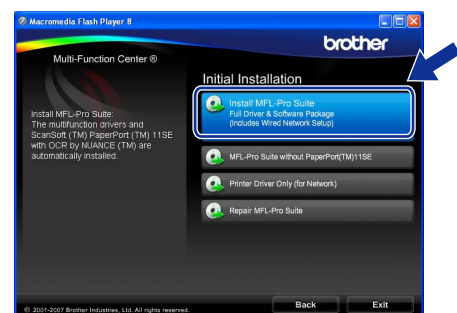 Macromedia Flash Player 8
brother
Multi-Function Center ®
Initial Installation
Install MFL-Pro Suite:
The multifunction drivers and
ScanSoft (TM) PaperPort (TM) 11SE
with OCR by NUANCE (TM) are
automatically installed.
Install MFL-Pro Suite
Full Driver & Software Package
(Includes Wired Network Setup)
MFL-Pro Suite without PaperPort(TM)11SE
Printer Driver Only (for Network)
Repair MFL-Pro Suite
Back
Exit
© 2001-2007 Brother Industries, Ltd. All rights reserved.